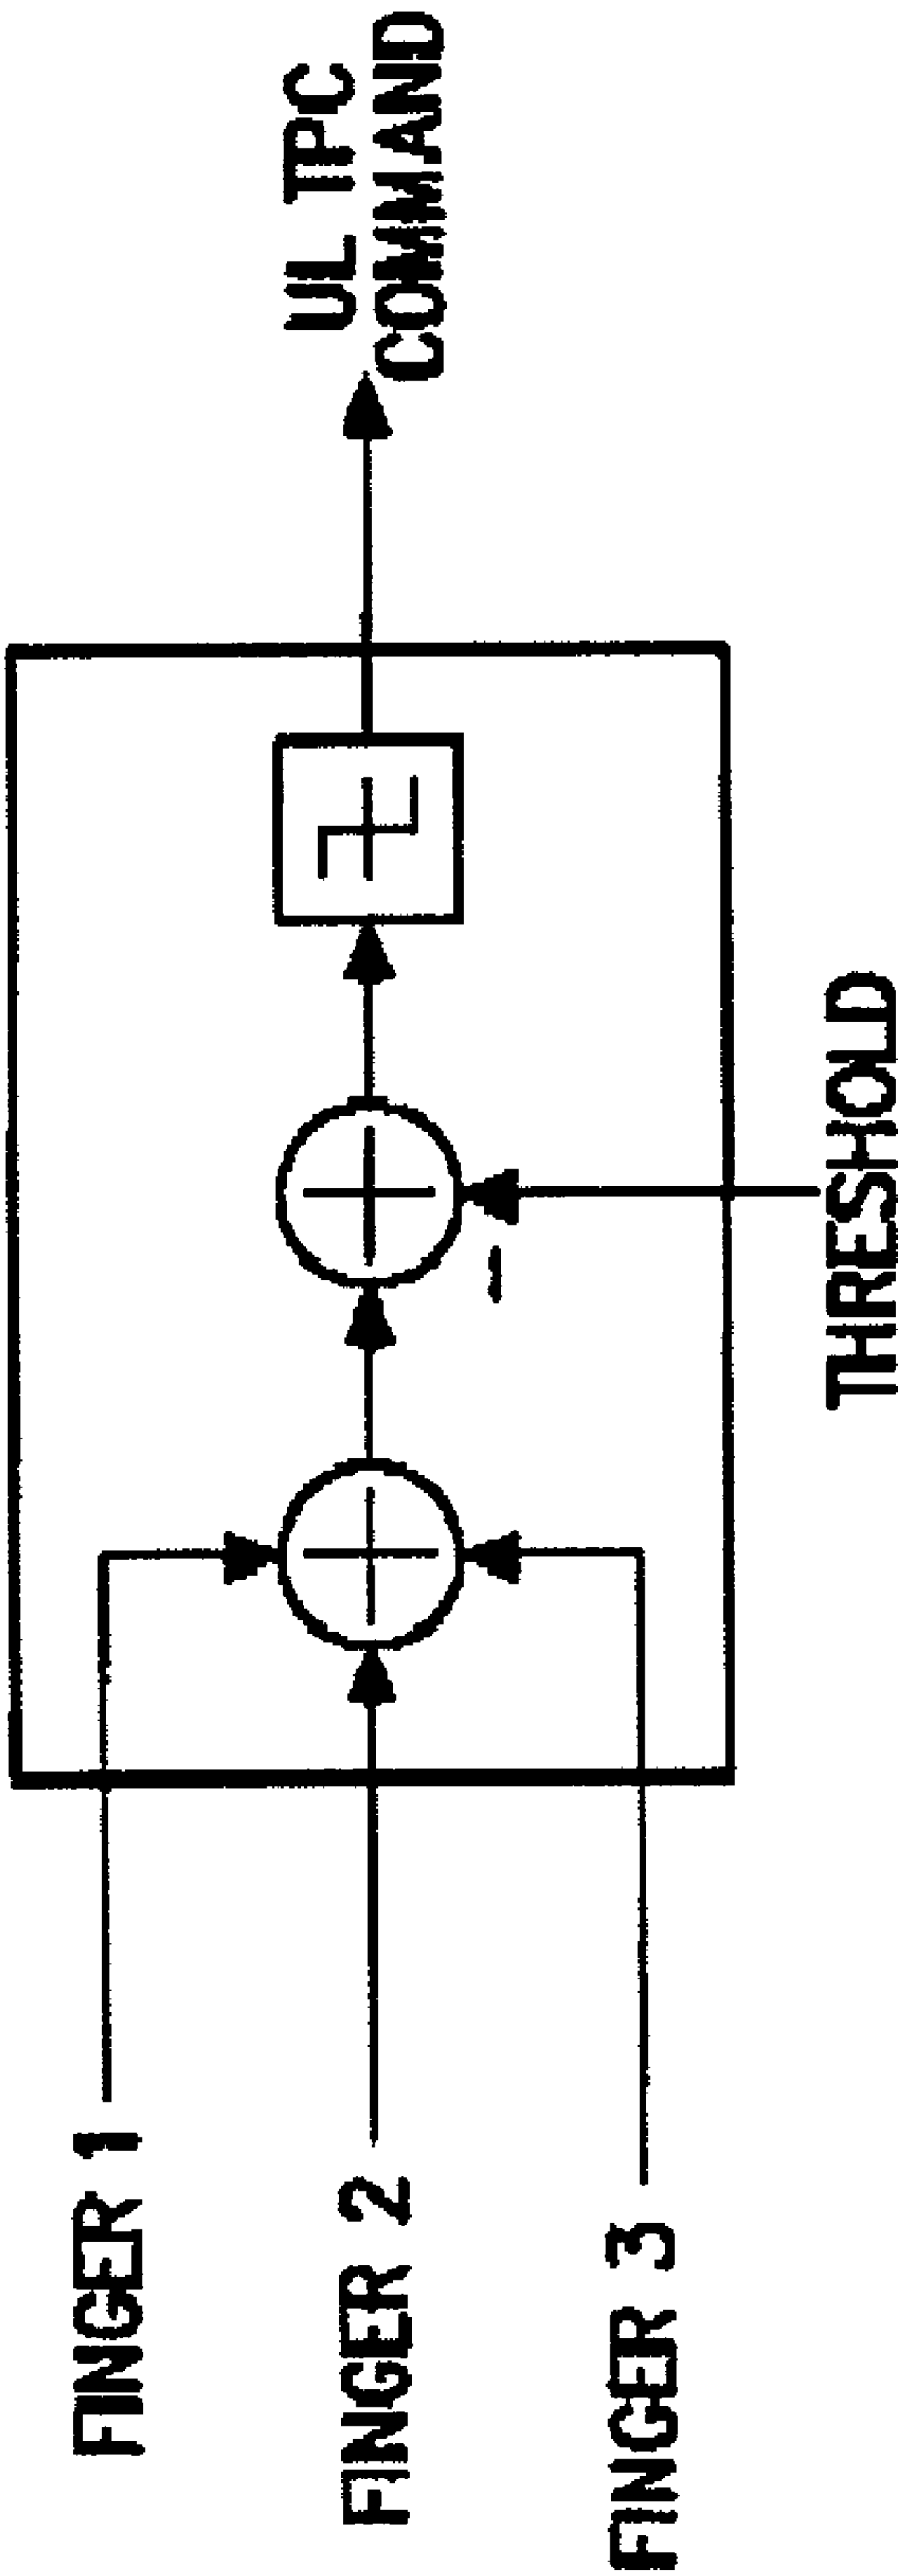 FINGER 1
FINGER 2
FINGER 3
THRESHOLD
-
UL TPC
COMMAND